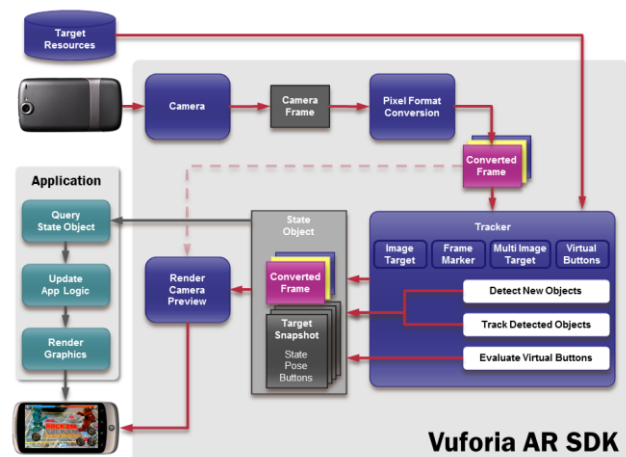 Target
Resources
Camera
Camera
Frame
Pixel Format
Conversion
Converted
Frame
Application
Query
State Object
Update
App Logic
Render
Graphics
Render
Camera
Preview
State
Object
Converted
Frame
Target
Snapshot
State
Pose
Buttons
Tracker
Image
Target
Frame
Marker
Multi Image
Target
Virtual
Buttons
Detect New Objects
Track Detected Objects
Evaluate Virtual Buttons
Vuforia AR SDK